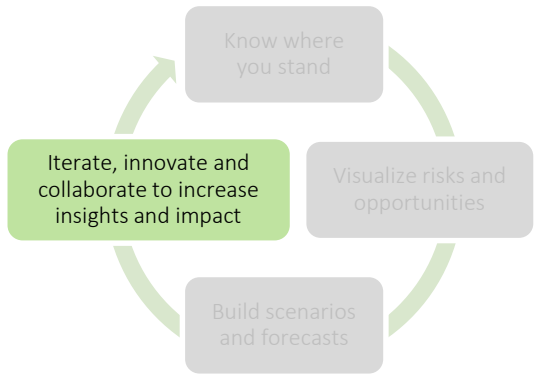 Know where
you stand
Visualize risks and
opportunities
Build scenarios
and forecasts
Iterate, innovate and
collaborate to increase
insights and impact